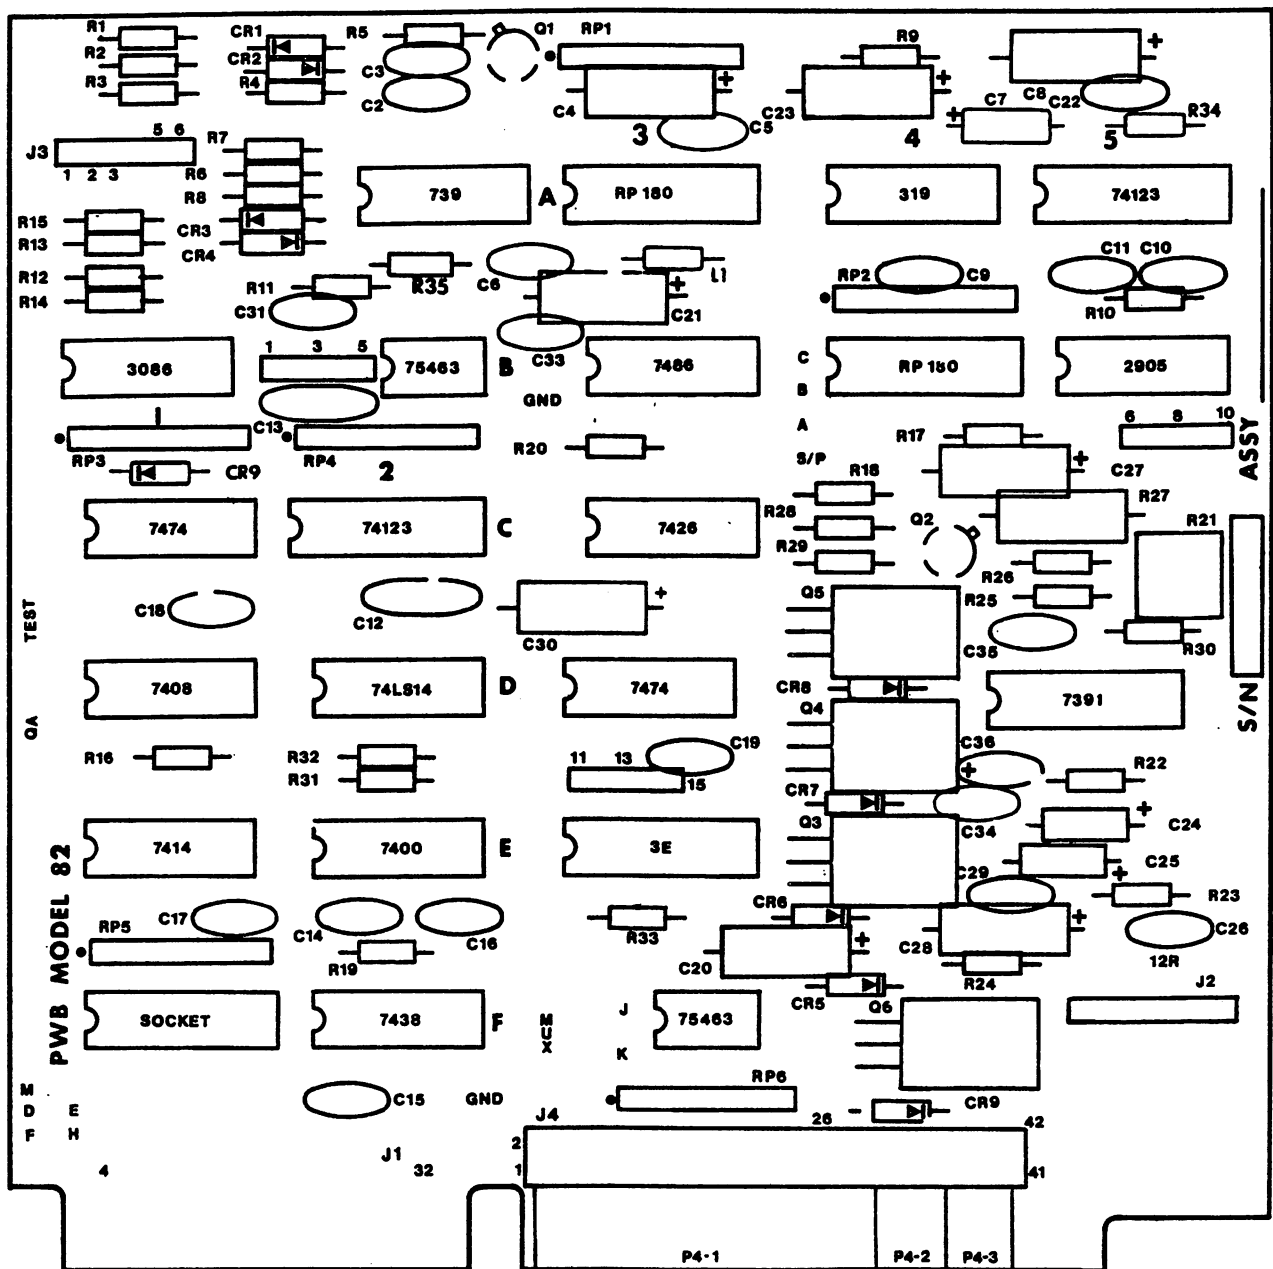 R1 CR1 R5 Q1 RP1 R9
R2 CR2 C3 + +
R3 R4 C2 C4 C23 C8 C22
3 C5 4 + C7 5 R34
5 6
J3 R7
1 2 3 R6
R8 739 A RP 180 319 74123
R15 CR3
R13 CR4
R12 R11 R35 C6 + L1 RP2 C9 C11 C10
R14 C31 C21 R10
1 3 5 C33
3086 75463 B 7486 C RP 180 2905
GND B
C13 A 6 8 10
RP3 RP4 R20 R17
CR9 2 S/P R18 + C27 ASSY
R27
7474 74123 C 7426 R28 Q2 R21
R29 R26
C18 C12 + Q5 R25
TEST C30 C35 R30
7408 74LS14 D 7474 CR8 7391
QA Q4 S/N
R16 R32 11 13 C19 C36 R22
R31 15 + CR7
Q3 C34 + C24
7414 7400 E 3E C25
C29 +
PWB MODEL 82
C17 C14 C16 R33 CR6 R23
RP5 R19 C20 + C28 + C26
R24 12R
CR5 J2
SOCKET 7438 F MUX J 75463 Q6
K
M RP6
D E C15 GND CR9
F H J4 26 42
2
J1
4 32 1 41
P4-1 P4-2 P4-3